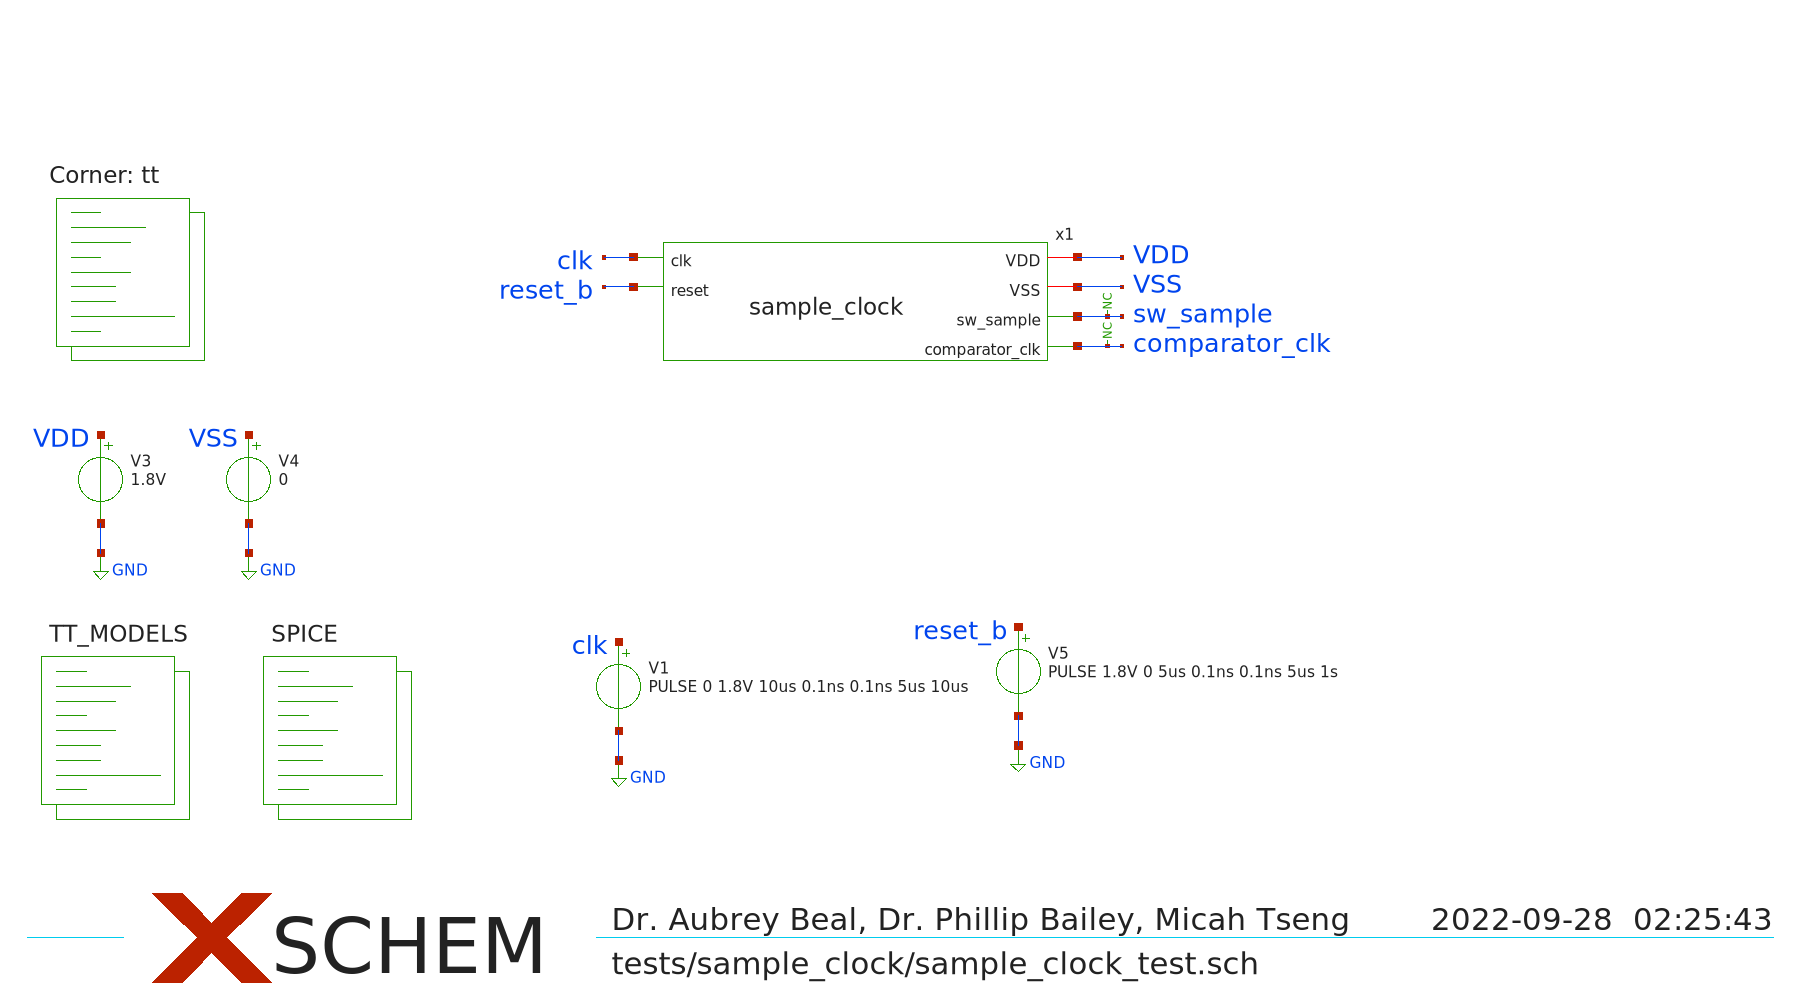 Corner: tt
x1
clk
clk
VDD
VDD
reset_b
reset
VSS
VSS
NC
sample_clock
sw_sample
sw_sample
NC
comparator_clk
comparator_clk
VDD
+
V3
1.8V
GND
VSS
+
V4
0
GND
TT_MODELS
SPICE
clk
+
V1
PULSE 0 1.8V 10us 0.1ns 0.1ns 5us 10us
GND
reset_b
+
V5
PULSE 1.8V 0 5us 0.1ns 0.1ns 5us 1s
GND
XSCHEM
Dr. Aubrey Beal, Dr. Phillip Bailey, Micah Tseng
2022-09-28 02:25:43
tests/sample_clock/sample_clock_test.sch